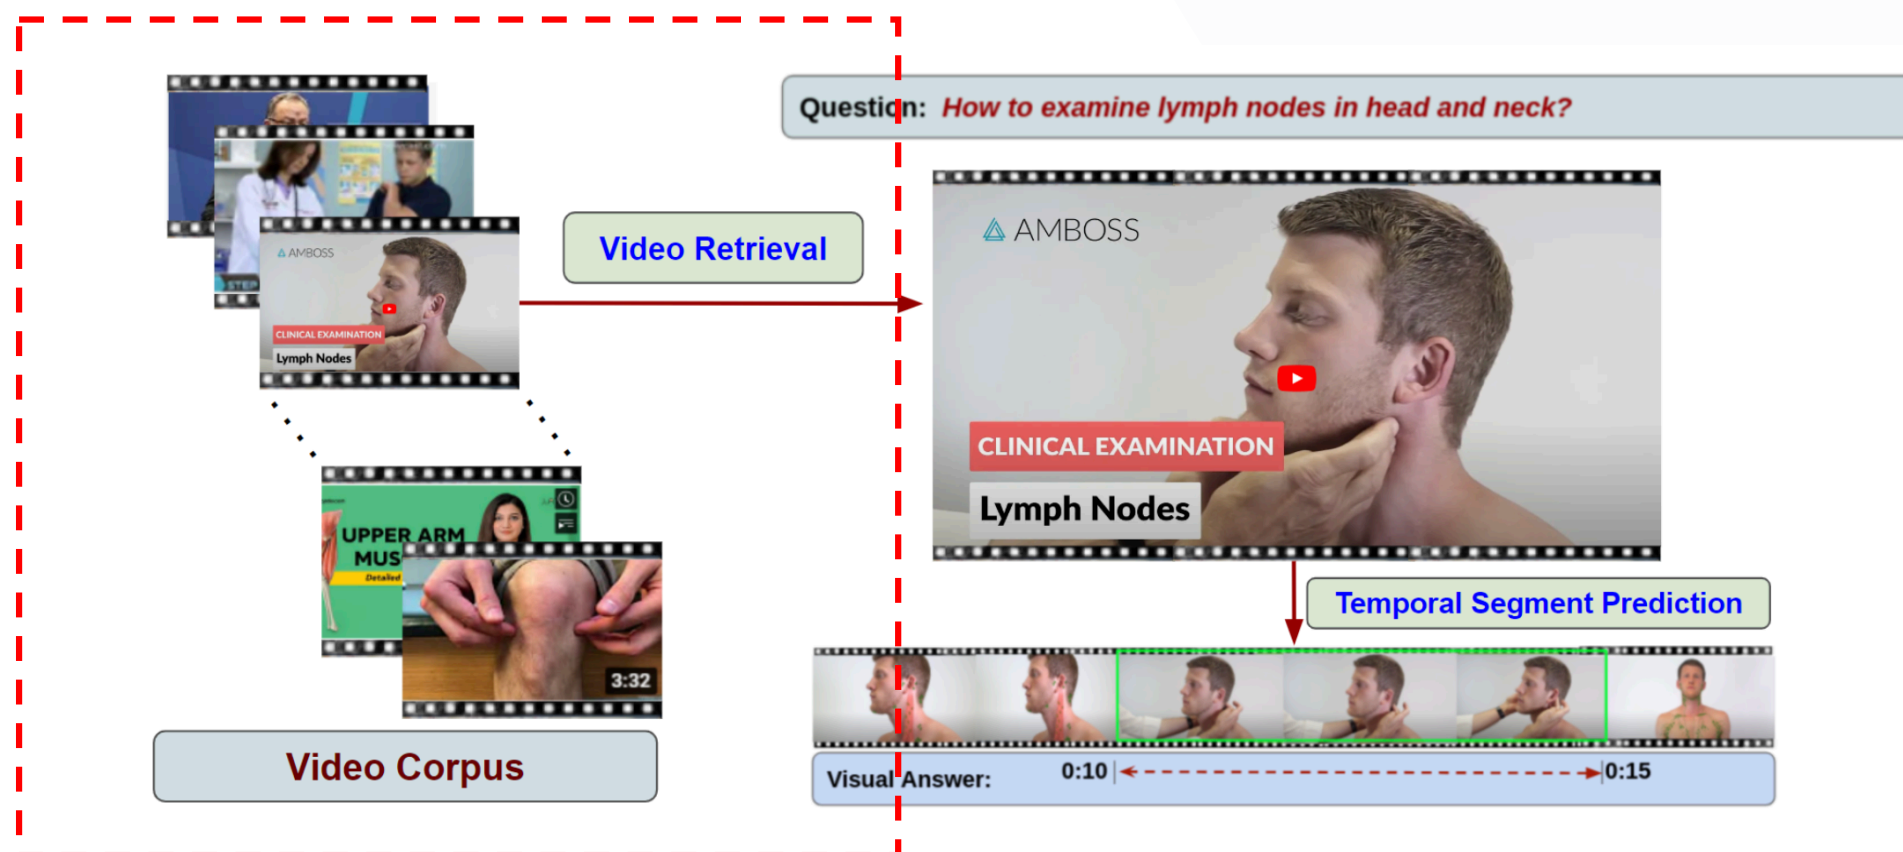 Question: How to examine lymph nodes in head and neck?
STEP
AMBOSS
CLINICAL EXAMINATION
Lymph Nodes
Video Retrieval
AMBOSS
CLINICAL EXAMINATION
Lymph Nodes
UPPER ARM
MUS
Detailed
3:32
Video Corpus
Temporal Segment Prediction
Visual Answer: 0:10 0:15